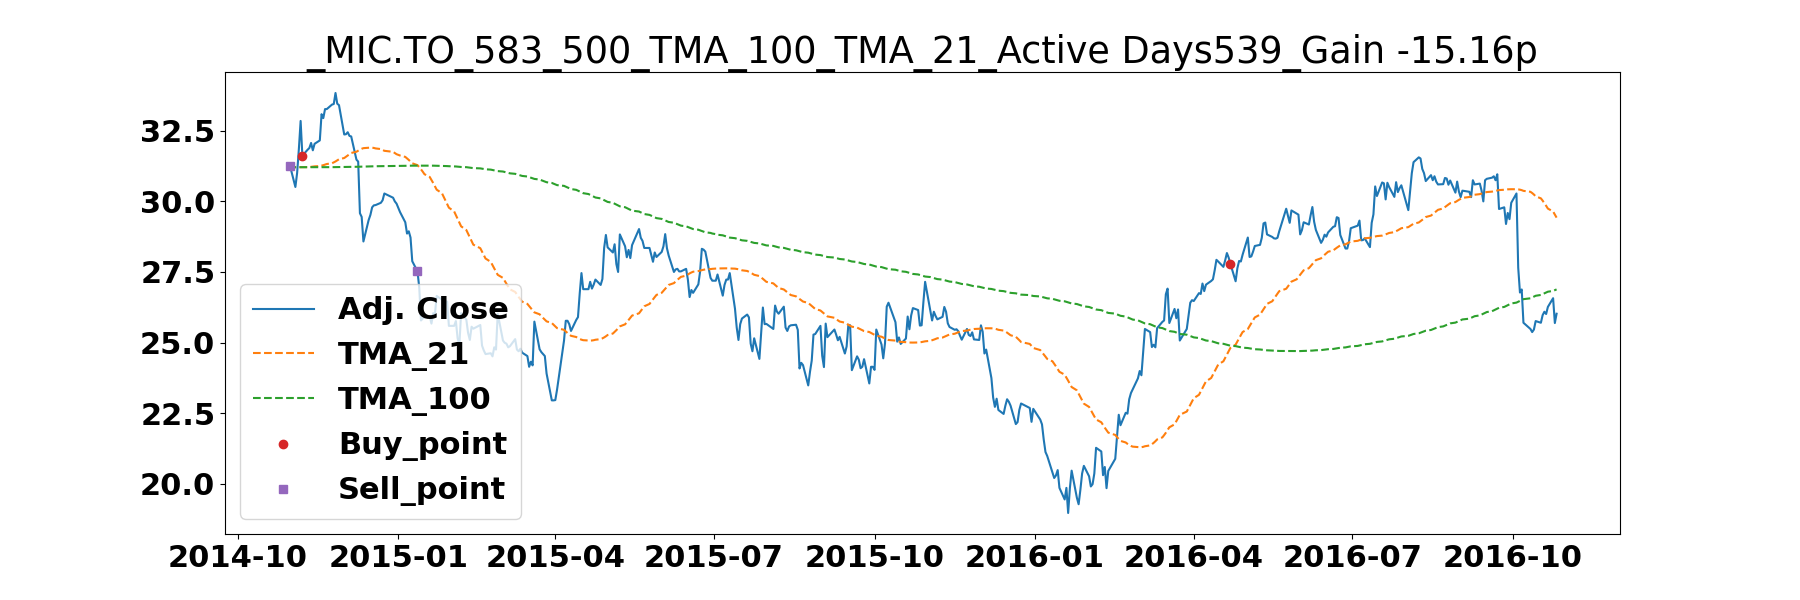 _MIC.TO_583_500_TMA_100_TMA_21_Active Days539_Gain -15.16p
32.5
30.0
27.5
25.0
22.5
20.0
Adj. Close
TMA_21
TMA_100
Buy_point
Sell_point
2014-10 2015-01 2015-04 2015-07 2015-10 2016-01 2016-04 2016-07 2016-10